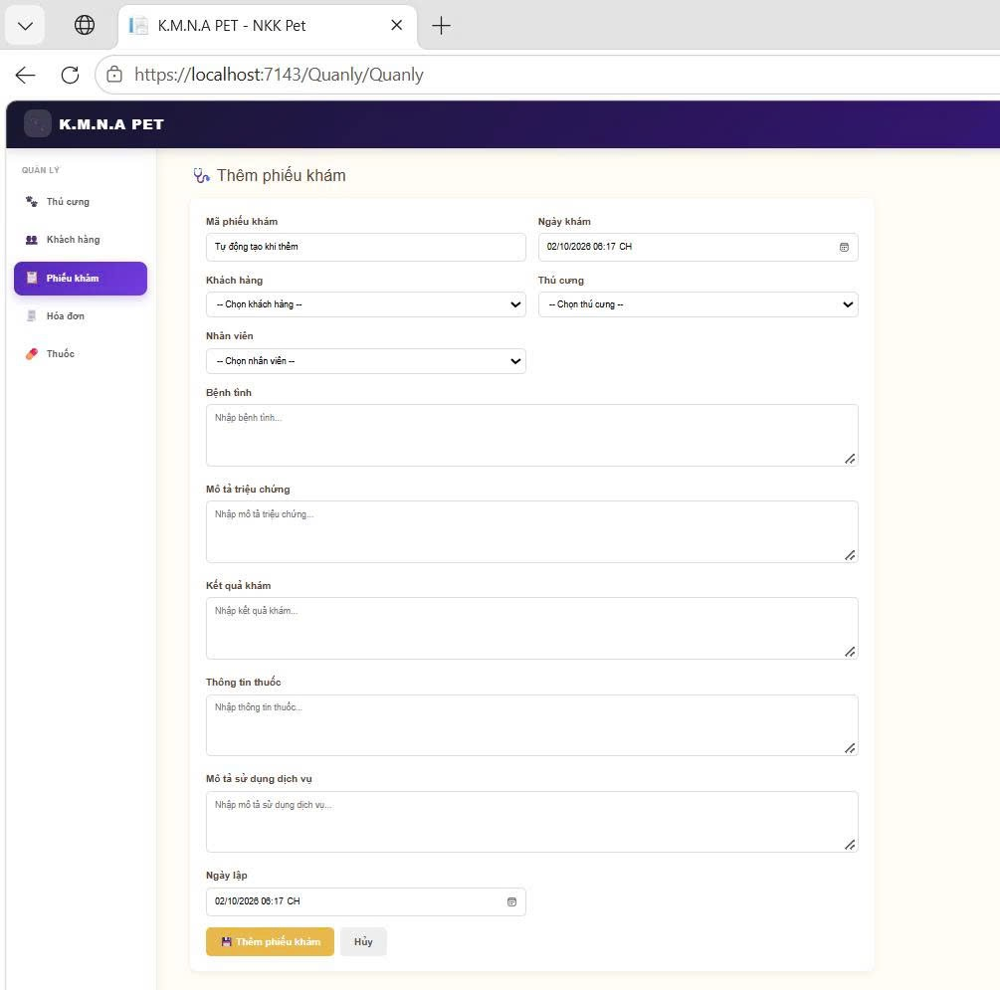 K.M.N.A PET - NKK Pet
https://localhost:7143/Quanly/Quanly
K.M.N.A PET
QUẢN LÝ
Thú cưng
Khách hàng
Phiếu khám
Hóa đơn
Thuốc
Thêm phiếu khám
Mã phiếu khám
Ngày khám
Tự động tạo khi thêm
02/10/2026 06:17 CH
Khách hàng
Thú cưng
-- Chọn khách hàng --
-- Chọn thú cưng --
Nhân viên
-- Chọn nhân viên --
Bệnh tình
Nhập bệnh tình...
Mô tả triệu chứng
Nhập mô tả triệu chứng...
Kết quả khám
Nhập kết quả khám...
Thông tin thuốc
Nhập thông tin thuốc...
Mô tả sử dụng dịch vụ
Nhập mô tả sử dụng dịch vụ...
Ngày lập
02/10/2026 06:17 CH
Thêm phiếu khám
Hủy